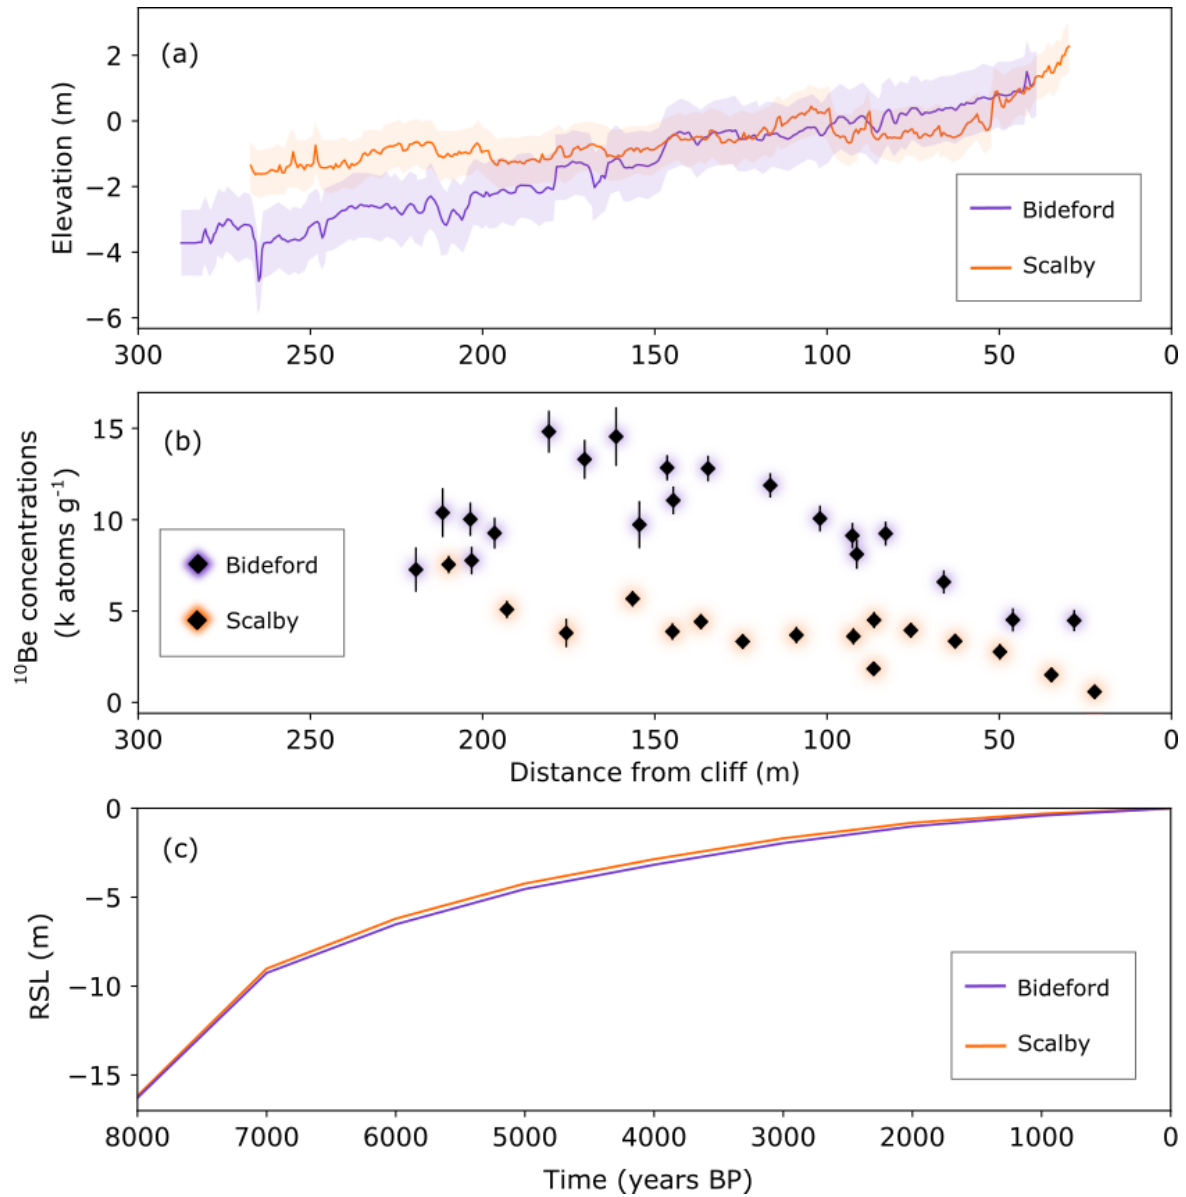 (a)
Elevation (m)
2
0
−2
−4
−6
Bideford
Scalby
300
250
200
150
100
50
0
(b)
¹⁰Be concentrations
(k atoms g⁻¹)
15
10
5
0
Bideford
Scalby
300
250
200
150
100
50
0
Distance from cliff (m)
(c)
RSL (m)
0
−5
−10
−15
Bideford
Scalby
8000
7000
6000
5000
4000
3000
2000
1000
0
Time (years BP)